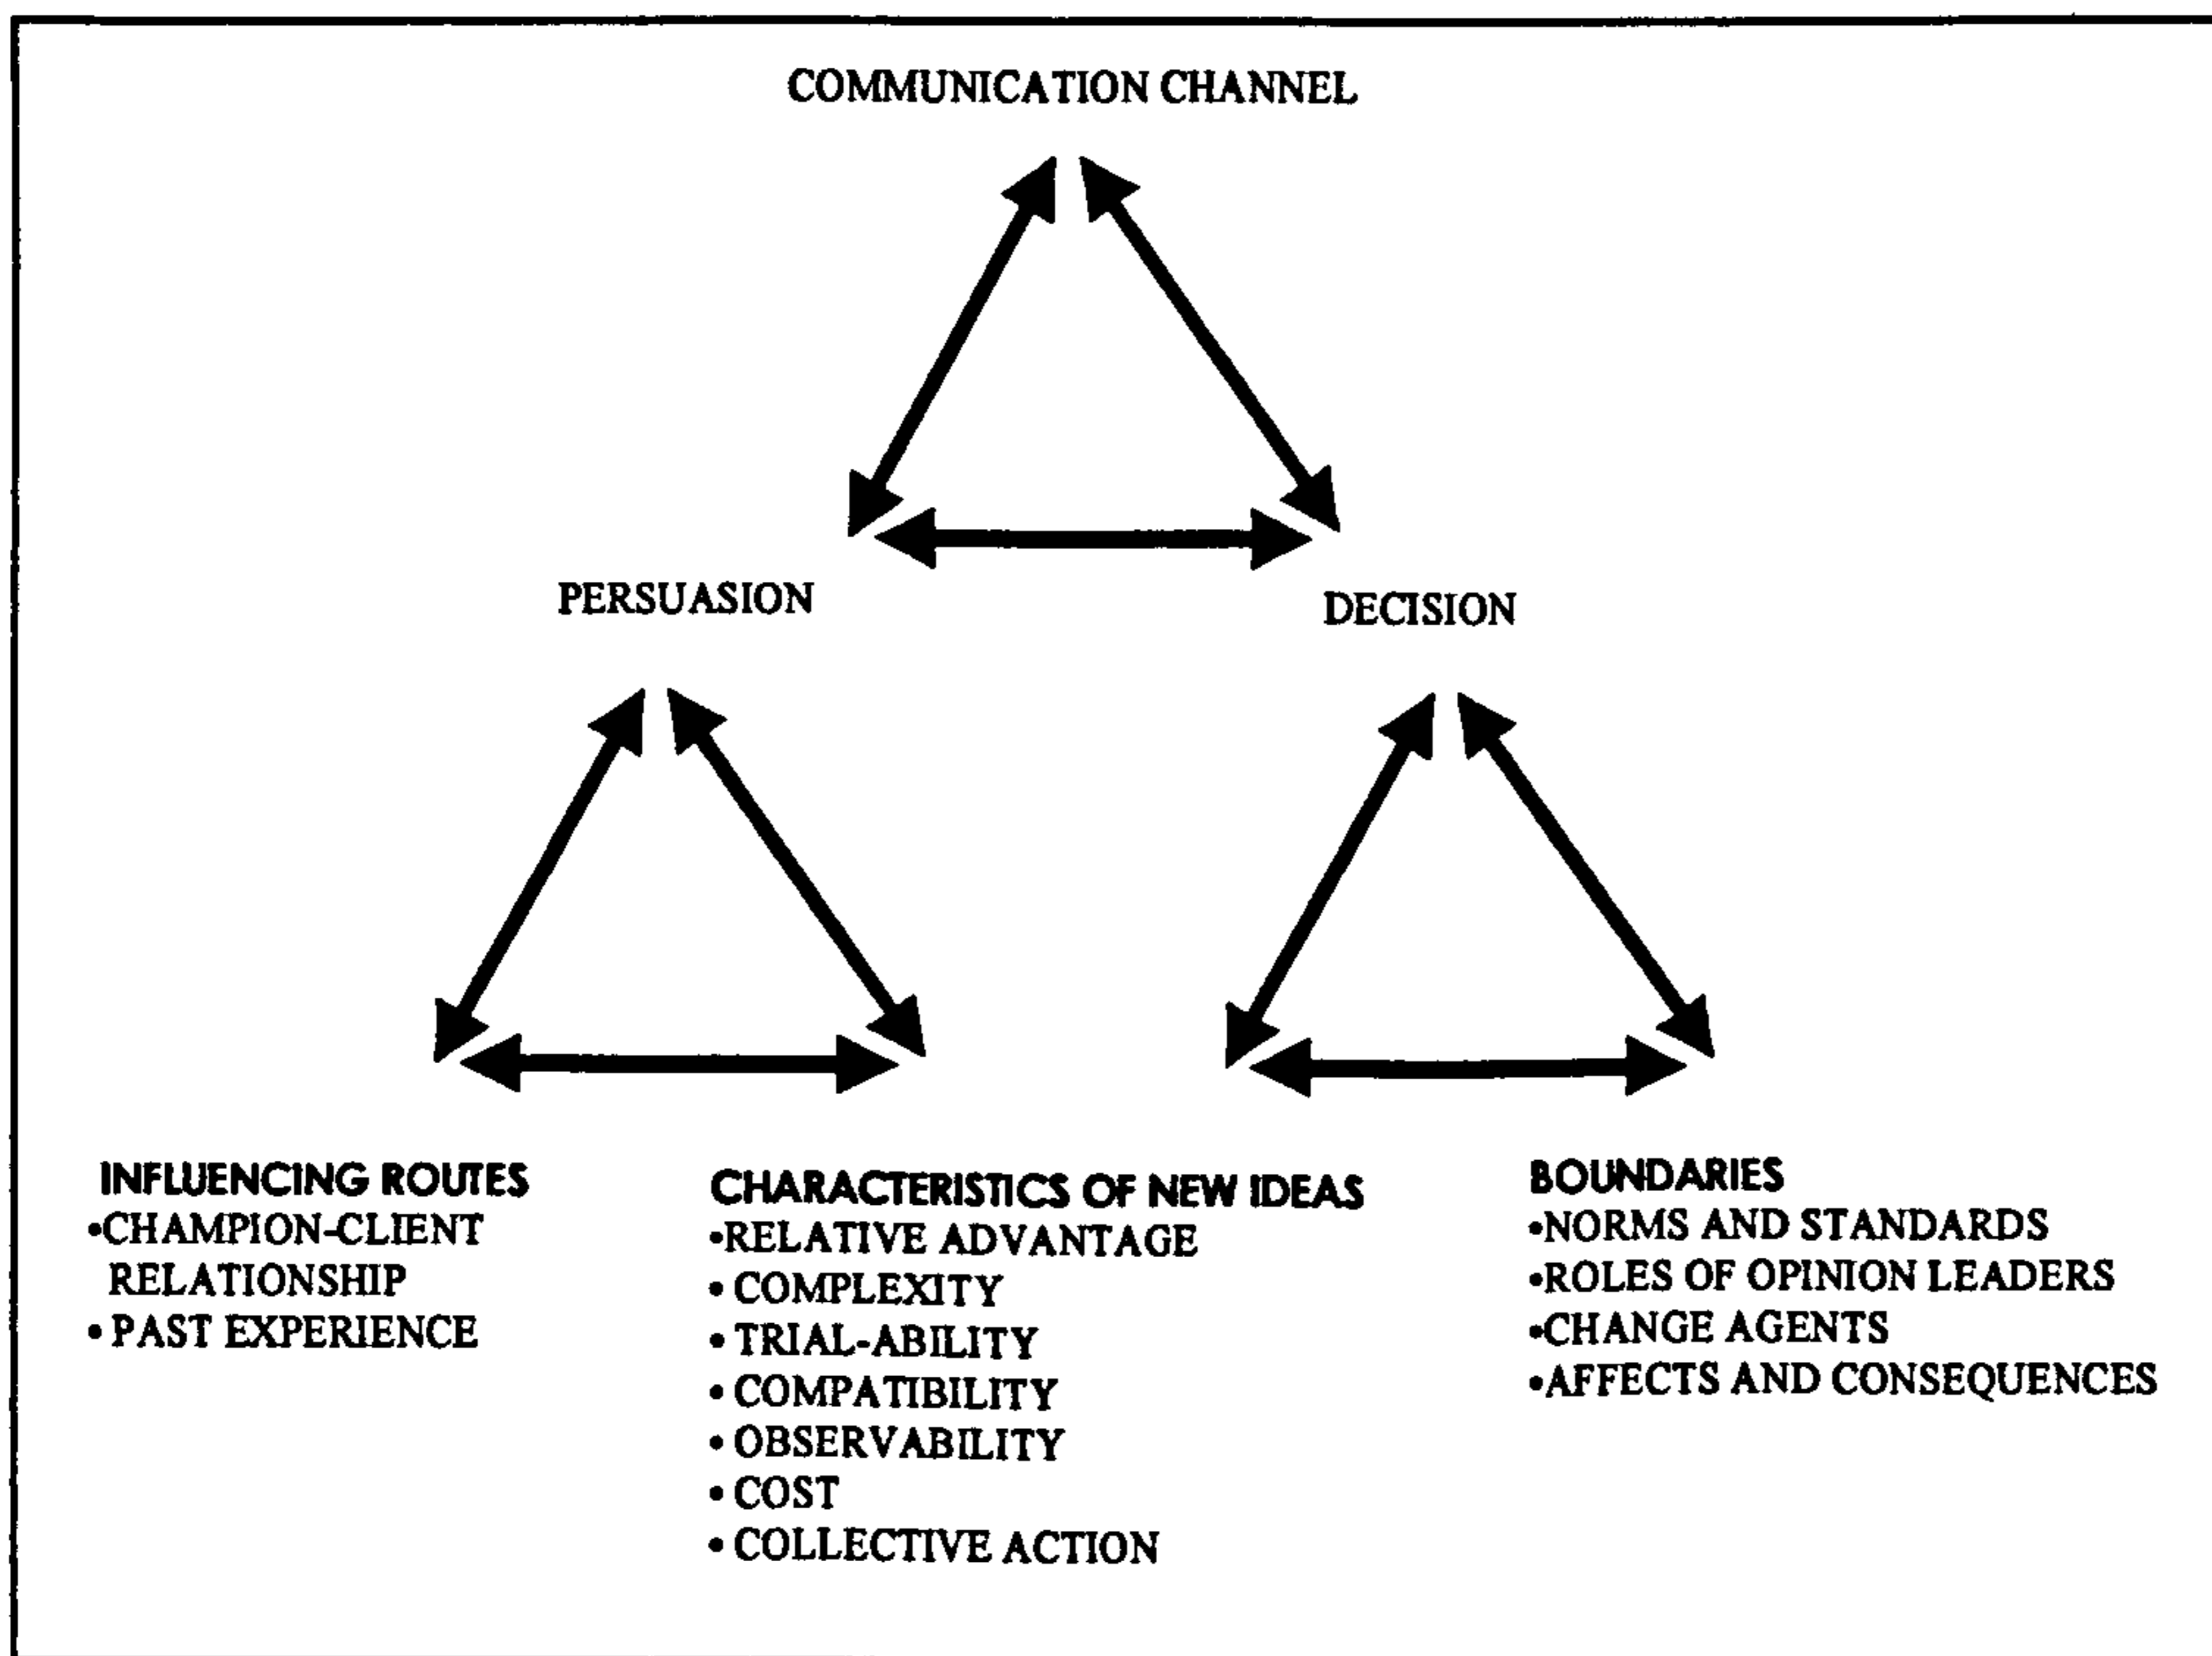 COMMUNICATION CHANNEL
PERSUASION
DECISION
INFLUENCING ROUTES
•CHAMPION-CLIENT
RELATIONSHIP
• PAST EXPERIENCE
CHARACTERISTICS OF NEW IDEAS
•RELATIVE ADVANTAGE
• COMPLEXITY
• TRIAL-ABILITY
• COMPATIBILITY
• OBSERVABILITY
• COST
• COLLECTIVE ACTION
BOUNDARIES
•NORMS AND STANDARDS
•ROLES OF OPINION LEADERS
•CHANGE AGENTS
•AFFECTS AND CONSEQUENCES